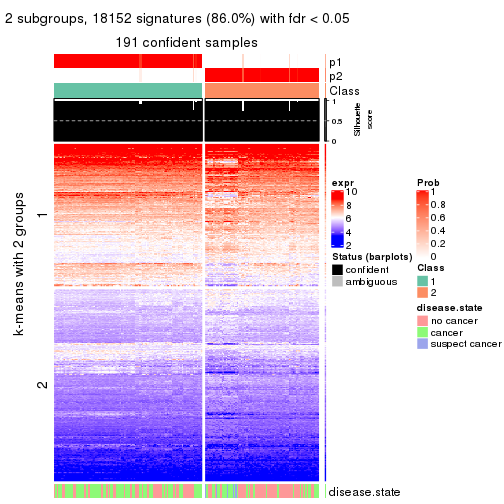 2 subgroups, 18152 signatures (86.0%) with fdr < 0.05
191 confident samples
p1
p2
Class
1
0.5
0
Silhouette
score
k-means with 2 groups
1
2
expr
10
8
6
4
2
Status (barplots)
confident
ambiguous
Prob
1
0.8
0.6
0.4
0.2
0
Class
1
2
disease.state
no cancer
cancer
suspect cancer
disease.state